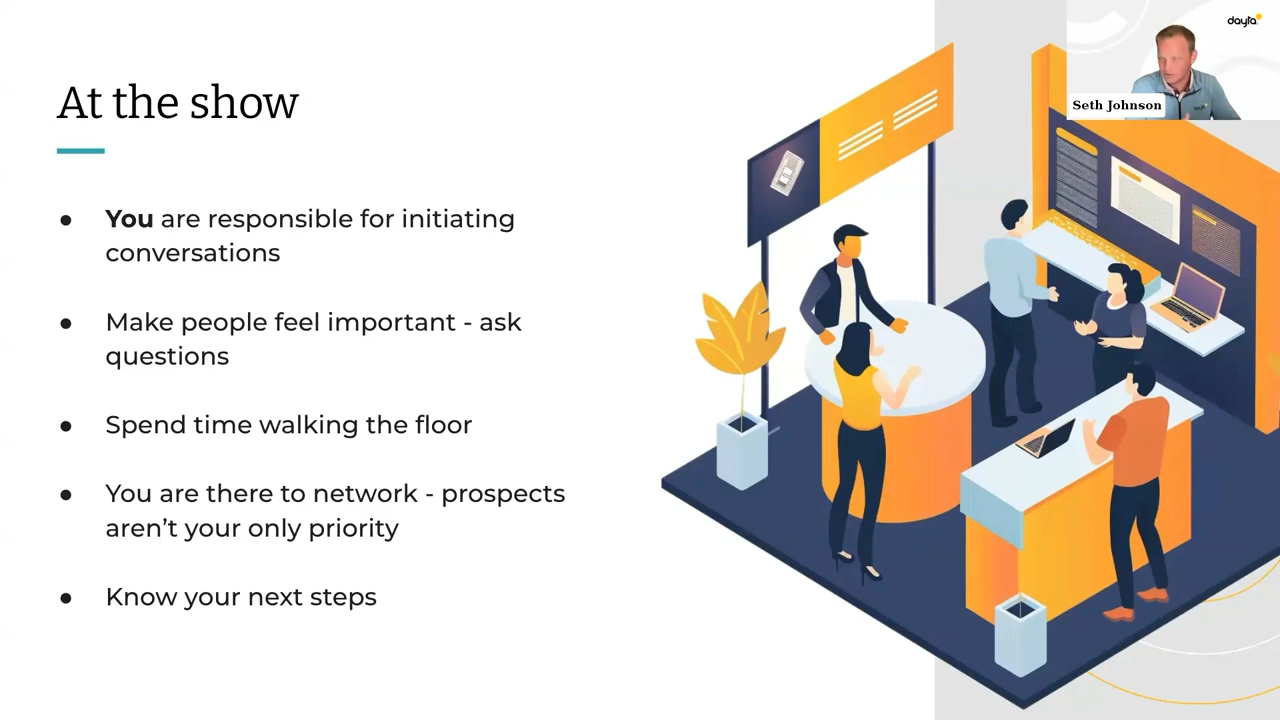 dayta
Seth Johnson
At the show
● You are responsible for initiating
conversations
● Make people feel important - ask
questions
● Spend time walking the floor
● You are there to network - prospects
aren’t your only priority
● Know your next steps